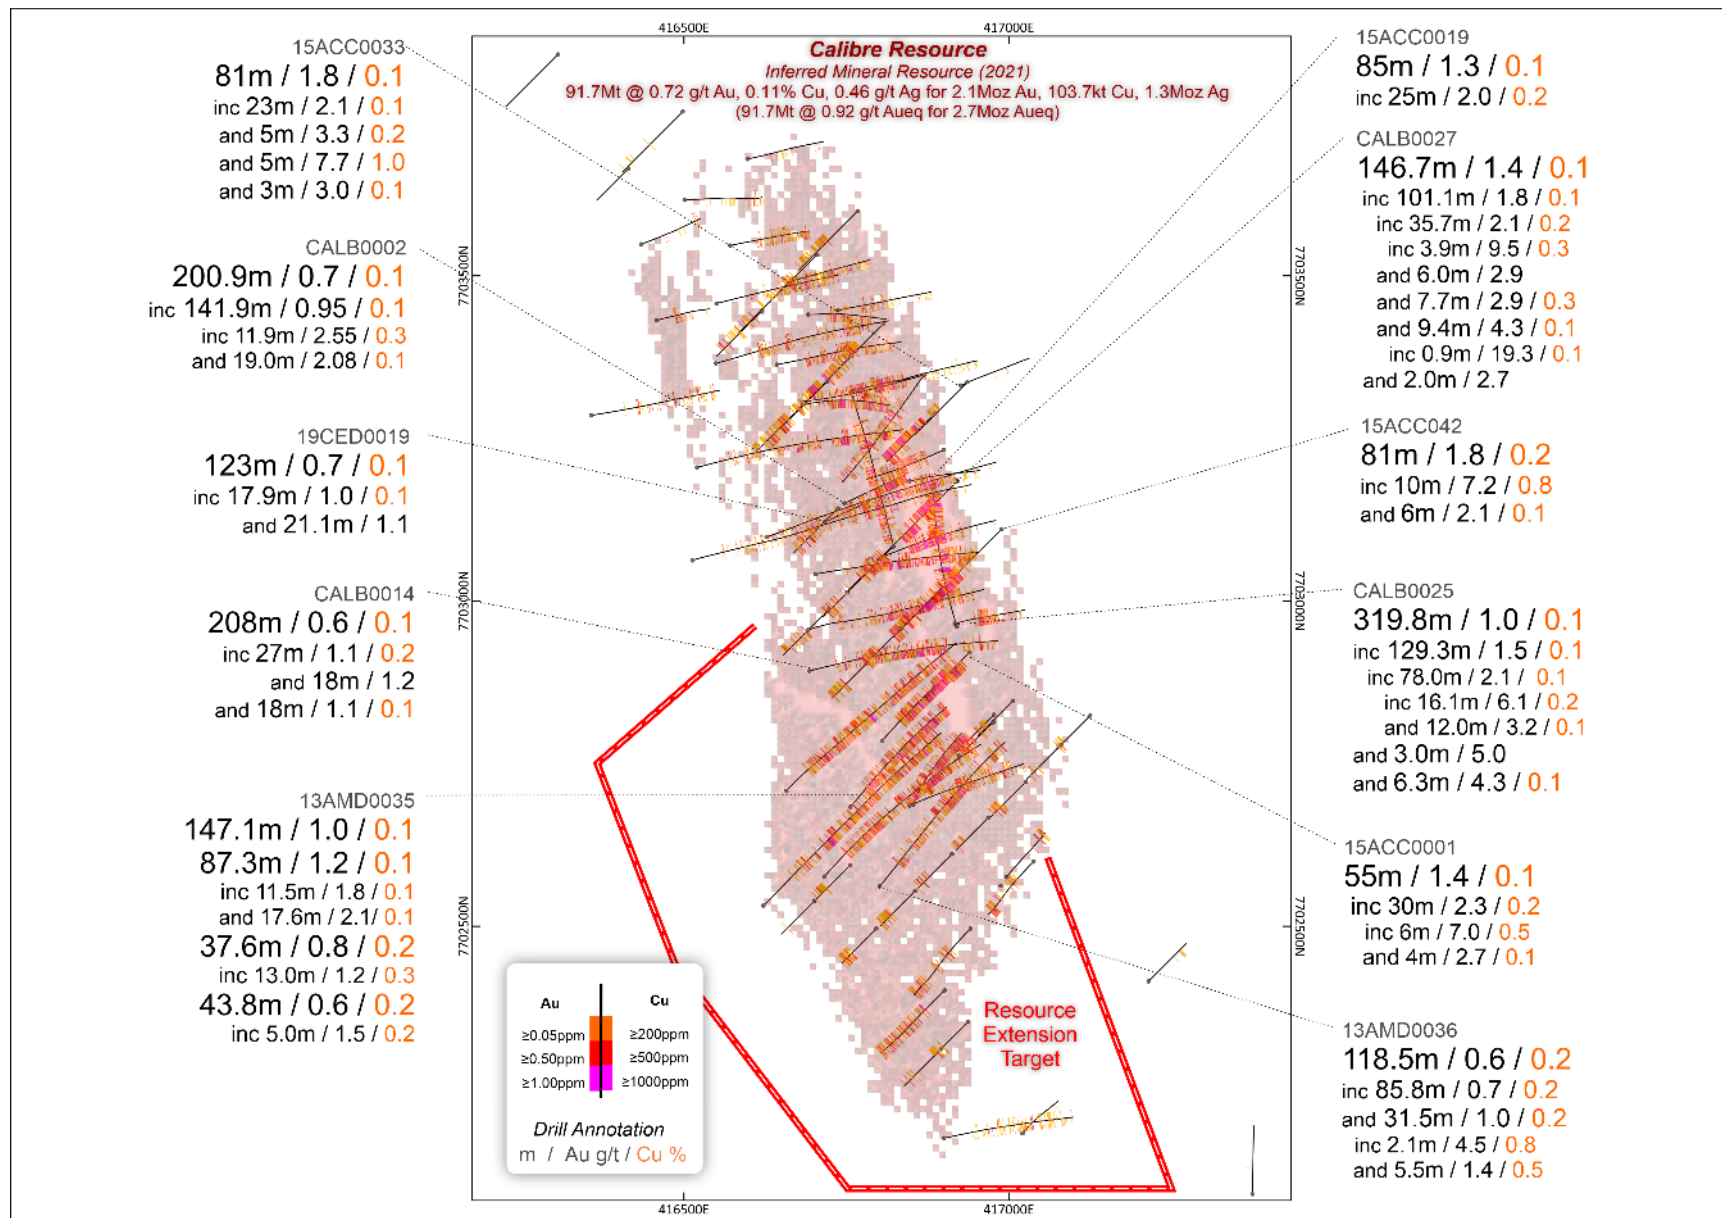 416500E
417000E
Calibre Resource
Inferred Mineral Resource (2021)
91.7Mt @ 0.72 g/t Au, 0.11% Cu, 0.46 g/t Ag for 2.1Moz Au, 103.7kt Cu, 1.3Moz Ag
(91.7Mt @ 0.92 g/t Aueq for 2.7Moz Aueq)
15ACC0033
81m / 1.8 / 0.1
inc 23m / 2.1 / 0.1
and 5m / 3.3 / 0.2
and 5m / 7.7 / 1.0
and 3m / 3.0 / 0.1
CALB0002
200.9m / 0.7 / 0.1
inc 141.9m / 0.95 / 0.1
inc 11.9m / 2.55 / 0.3
and 19.0m / 2.08 / 0.1
19CED0019
123m / 0.7 / 0.1
inc 17.9m / 1.0 / 0.1
and 21.1m / 1.1
CALB0014
208m / 0.6 / 0.1
inc 27m / 1.1 / 0.2
and 18m / 1.2
and 18m / 1.1 / 0.1
13AMD0035
147.1m / 1.0 / 0.1
87.3m / 1.2 / 0.1
inc 11.5m / 1.8 / 0.1
and 17.6m / 2.1/ 0.1
37.6m / 0.8 / 0.2
inc 13.0m / 1.2 / 0.3
43.8m / 0.6 / 0.2
inc 5.0m / 1.5 / 0.2
7703500N
7703000N
7702500N
Au
Cu
≥0.05ppm
≥200ppm
≥0.50ppm
≥500ppm
≥1.00ppm
≥1000ppm
Drill Annotation
m / Au g/t / Cu %
Resource
Extension
Target
7703500N
7703000N
7702500N
15ACC0019
85m / 1.3 / 0.1
inc 25m / 2.0 / 0.2
CALB0027
146.7m / 1.4 / 0.1
inc 101.1m / 1.8 / 0.1
inc 35.7m / 2.1 / 0.2
inc 3.9m / 9.5 / 0.3
and 6.0m / 2.9
and 7.7m / 2.9 / 0.3
and 9.4m / 4.3 / 0.1
inc 0.9m / 19.3 / 0.1
and 2.0m / 2.7
15ACC042
81m / 1.8 / 0.2
inc 10m / 7.2 / 0.8
and 6m / 2.1 / 0.1
CALB0025
319.8m / 1.0 / 0.1
inc 129.3m / 1.5 / 0.1
inc 78.0m / 2.1 / 0.1
inc 16.1m / 6.1 / 0.2
and 12.0m / 3.2 / 0.1
and 3.0m / 5.0
and 6.3m / 4.3 / 0.1
15ACC0001
55m / 1.4 / 0.1
inc 30m / 2.3 / 0.2
inc 6m / 7.0 / 0.5
and 4m / 2.7 / 0.1
13AMD0036
118.5m / 0.6 / 0.2
inc 85.8m / 0.7 / 0.2
and 31.5m / 1.0 / 0.2
inc 2.1m / 4.5 / 0.8
and 5.5m / 1.4 / 0.5
416500E
417000E